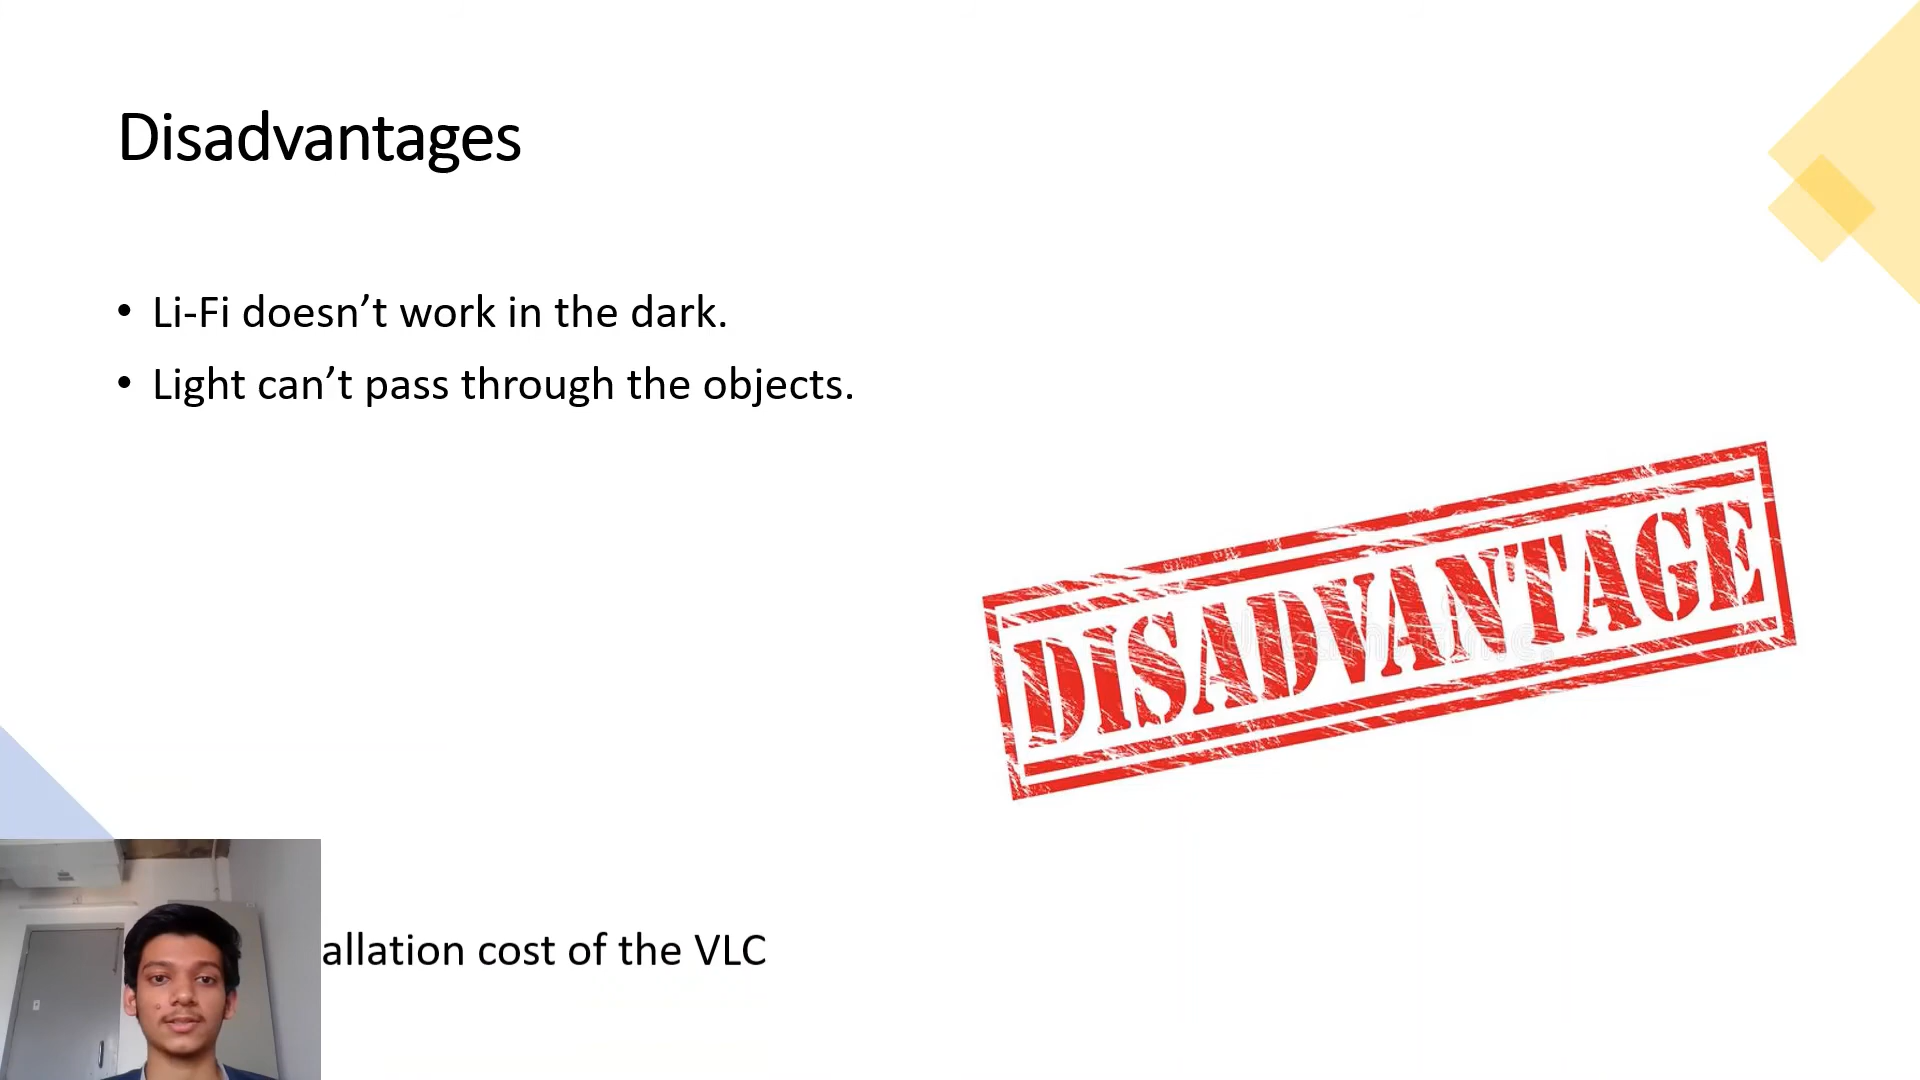 Disadvantages
• Li-Fi doesn’t work in the dark.
• Light can’t pass through the objects.
DISADVANTAGE
allation cost of the VLC